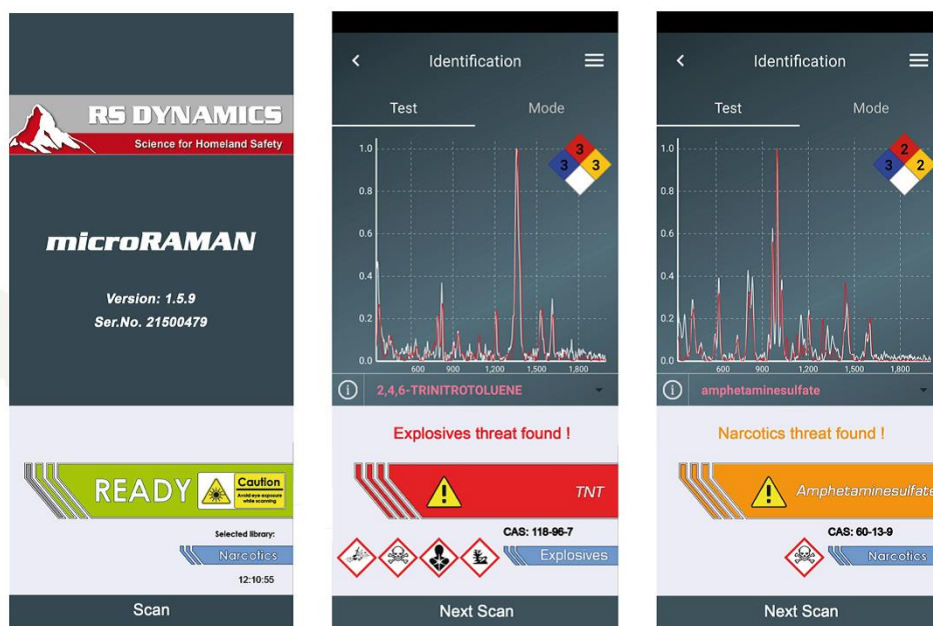 RS DYNAMICS
Science for Homeland Safety
microRAMAN
Version: 1.5.9
Ser.No. 21500479
READY
Caution
Avoid eye exposure
while scanning
Selected library:
Narcotics
12:10:55
Scan
Identification
Test Mode
3
3 3
1.0
0.8
0.6
0.4
0.2
0.0
600 900 1,200 1,500 1,800
2,4,6-TRINITROTOLUENE
Explosives threat found !
TNT
CAS: 118-96-7
Explosives
Next Scan
Identification
Test Mode
2
3 2
1.0
0.8
0.6
0.4
0.2
0.0
600 900 1,200 1,500 1,800
amphetaminesulfate
Narcotics threat found !
Amphetaminesulfate
CAS: 60-13-9
Narcotics
Next Scan